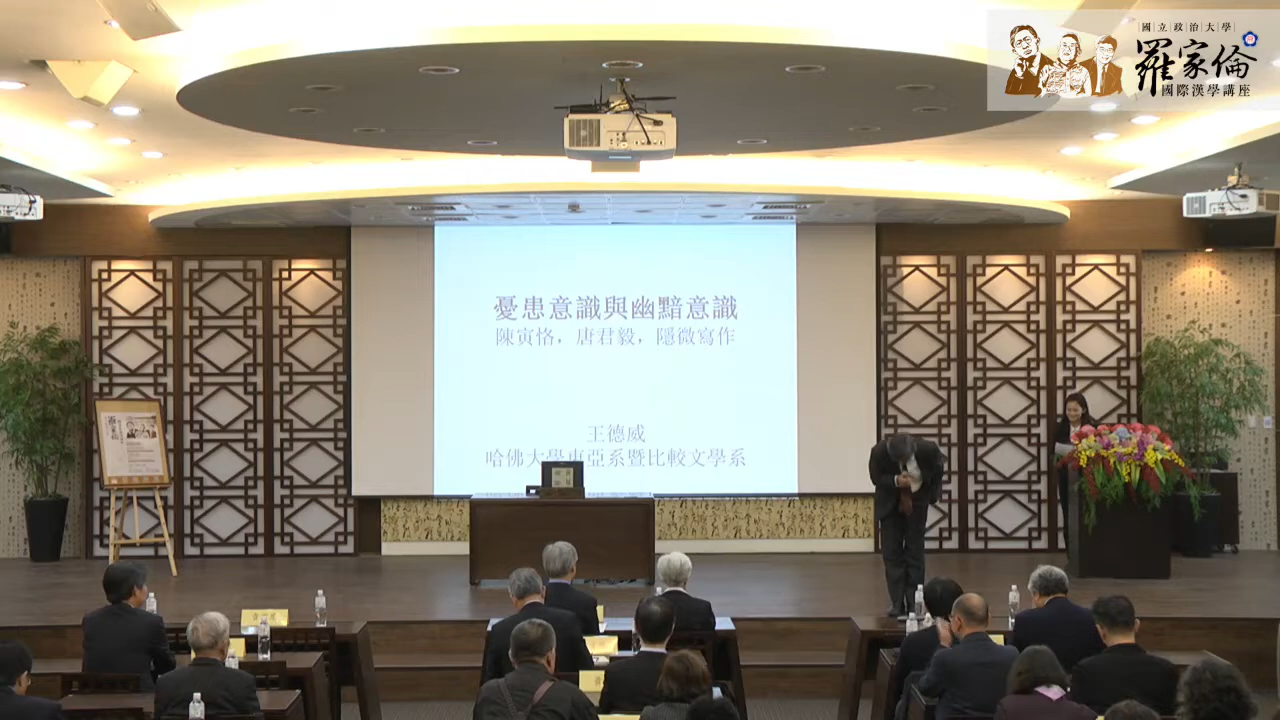 國立政治大學
羅家倫
國際漢學講座
憂患意識與幽黯意識
陳寅恪，唐君毅，隱微寫作
王德威
哈佛大學東亞系暨比較文學系